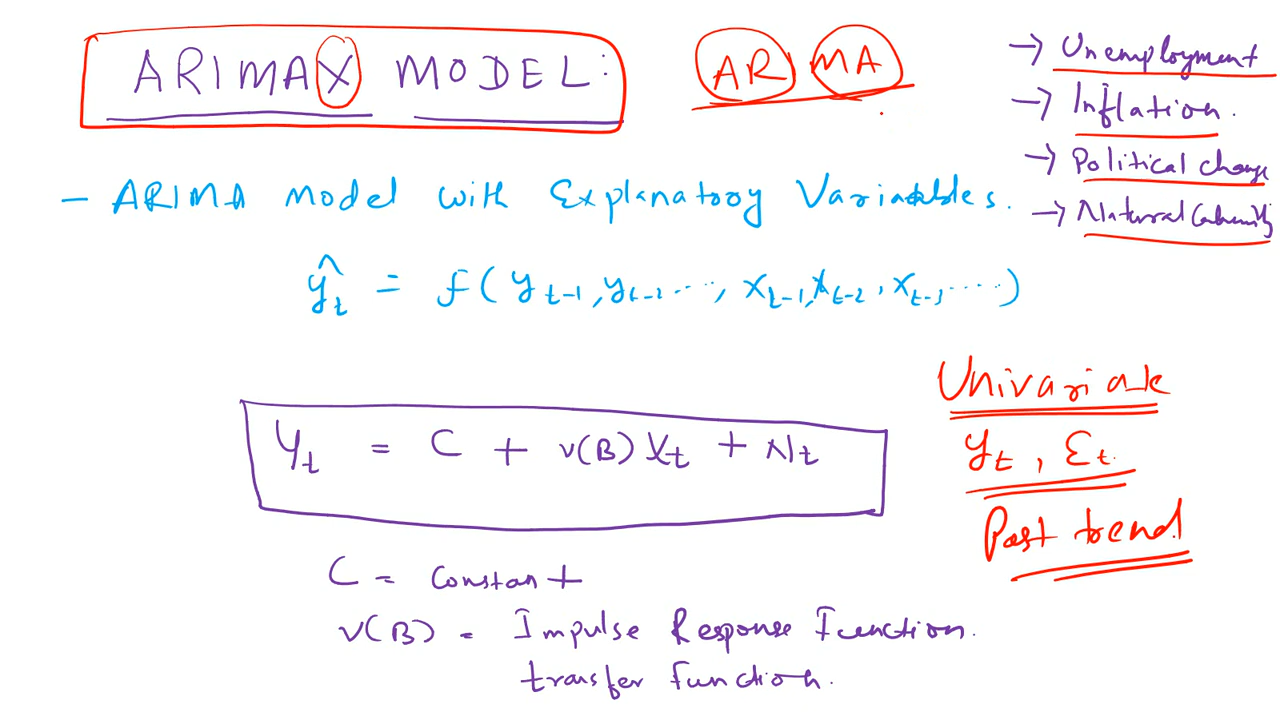 ARIMAX MODEL:
AR MA
→ Unemployment
→ Inflation.
→ Political change
→ Natural Calamity
- ARIMA model with Explanatory Variables.
ŷt = f( yt-1, yt-2 ..., xt-1, xt-2, xt-3 .... )
Yt = C + v(B) Xt + Nt
Univariate
yt, Ɛt.
Past trend
C = Constant
v(B) = Impulse Response Function.
transfer function.